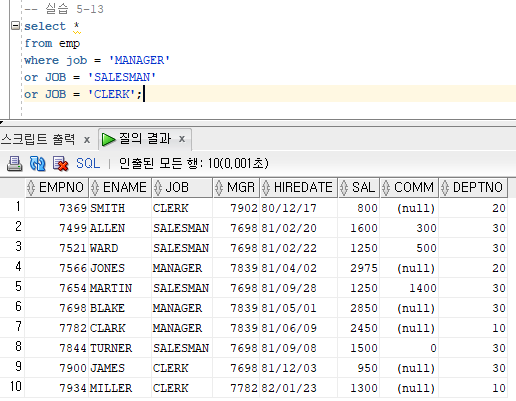 -- 실습 5-13
select *
from emp
where job = 'MANAGER'
or JOB = 'SALESMAN'
or JOB = 'CLERK';
스크립트 출력 x 질의 결과 x
SQL | 인출된 모든 행: 10(0,001초)
EMPNO ENAME JOB MGR HIREDATE SAL COMM DEPTNO
1 7369 SMITH CLERK 7902 80/12/17 800 (null) 20
2 7499 ALLEN SALESMAN 7698 81/02/20 1600 300 30
3 7521 WARD SALESMAN 7698 81/02/22 1250 500 30
4 7566 JONES MANAGER 7839 81/04/02 2975 (null) 20
5 7654 MARTIN SALESMAN 7698 81/09/28 1250 1400 30
6 7698 BLAKE MANAGER 7839 81/05/01 2850 (null) 30
7 7782 CLARK MANAGER 7839 81/06/09 2450 (null) 10
8 7844 TURNER SALESMAN 7698 81/09/08 1500 0 30
9 7900 JAMES CLERK 7698 81/12/03 950 (null) 30
10 7934 MILLER CLERK 7782 82/01/23 1300 (null) 10